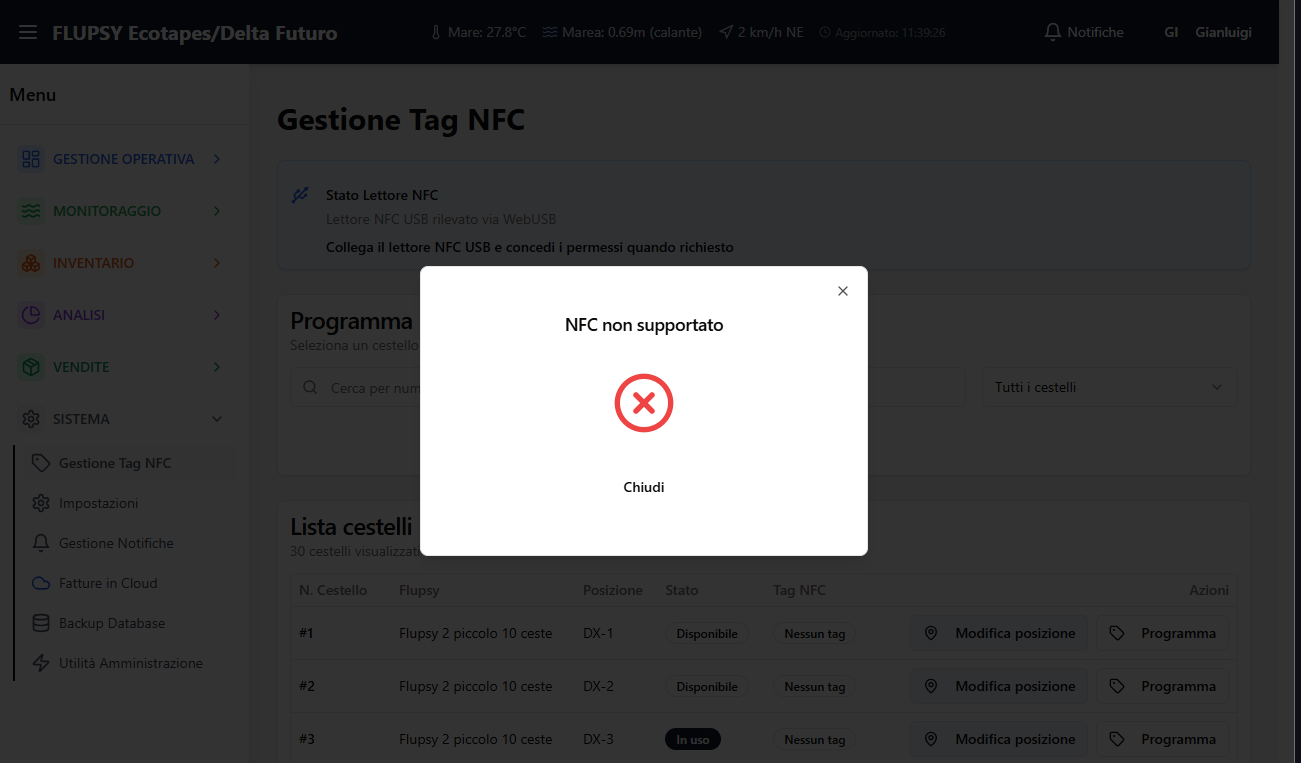 FLUPSY Ecotapes/Delta Futuro
Mare: 27.8°C Marea: 0.69m (calante) 2 km/h NE Aggiornato: 11:39:26
Notifiche GI Gianluigi
Menu
GESTIONE OPERATIVA
MONITORAGGIO
INVENTARIO
ANALISI
VENDITE
SISTEMA
Gestione Tag NFC
Impostazioni
Gestione Notifiche
Fatture in Cloud
Backup Database
Utilità Amministrazione
Gestione Tag NFC
Stato Lettore NFC
Lettore NFC USB rilevato via WebUSB
Collega il lettore NFC USB e concedi i permessi quando richiesto
Programma
Seleziona un cestello
Cerca per num
Tutti i cestelli
NFC non supportato
Chiudi
Lista cestelli
30 cestelli visualizzat
N. Cestello Flupsy Posizione Stato Tag NFC Azioni
#1 Flupsy 2 piccolo 10 ceste DX-1 Disponibile Nessun tag Modifica posizione Programma
#2 Flupsy 2 piccolo 10 ceste DX-2 Disponibile Nessun tag Modifica posizione Programma
#3 Flupsy 2 piccolo 10 ceste DX-3 In uso Nessun tag Modifica posizione Programma